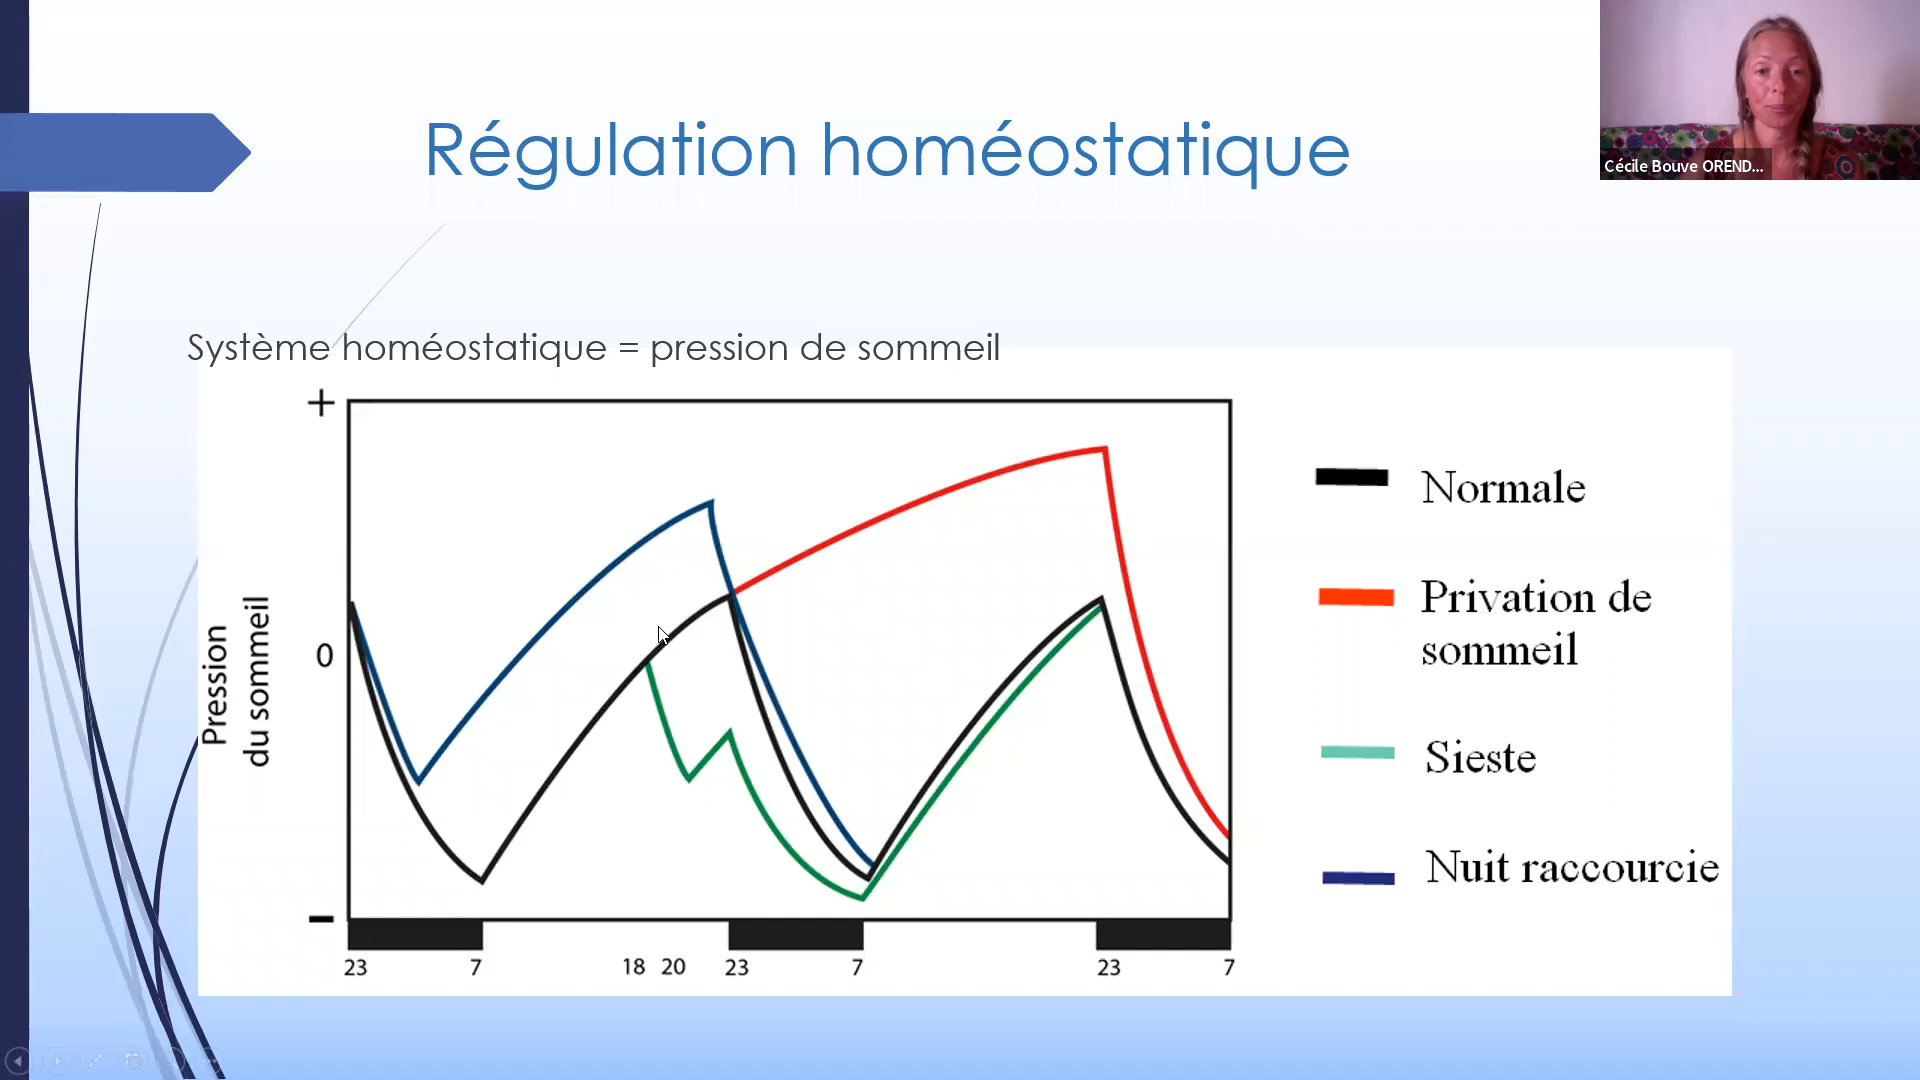 Régulation homéostatique
Cécile Bouve OREND...
Système homéostatique = pression de sommeil
+
0
-
Pression
du sommeil
23 7 18 20 23 7 23 7
Normale
Privation de
sommeil
Sieste
Nuit raccourcie